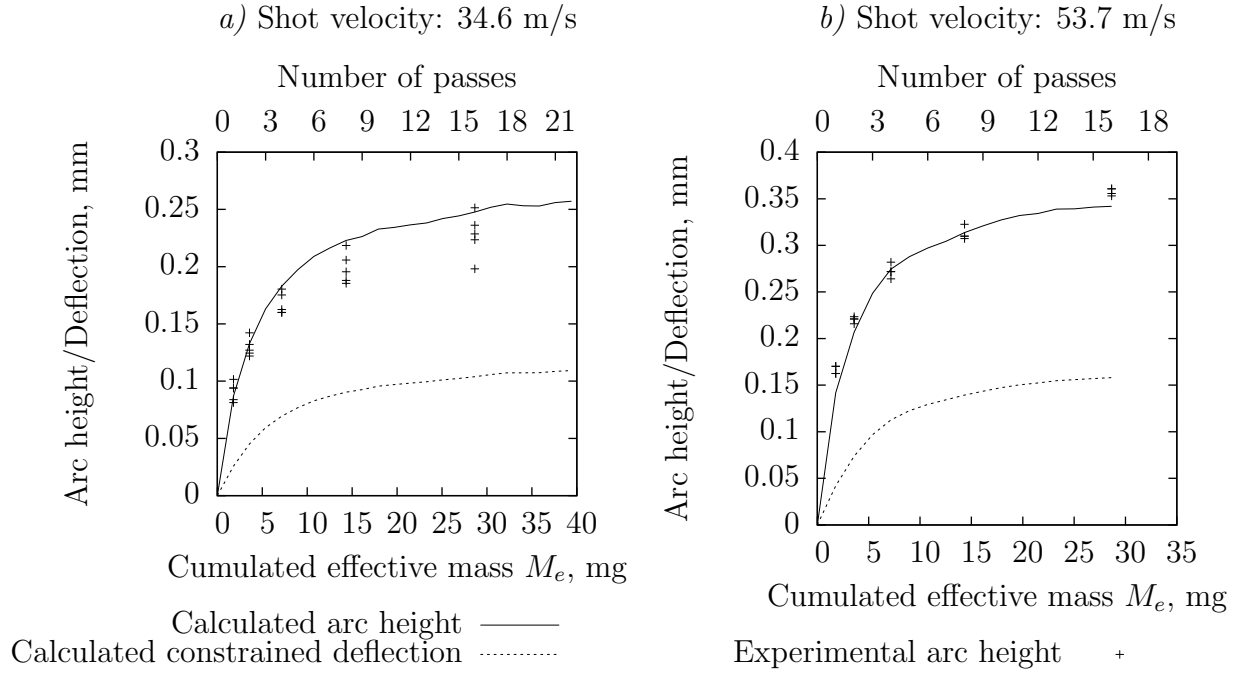 a) Shot velocity: 34.6 m/s
Number of passes
0 3 6 9 12 15 18 21
Arc height/Deflection, mm
0.3
0.25
0.2
0.15
0.1
0.05
0
0 5 10 15 20 25 30 35 40
Cumulated effective mass Me, mg
b) Shot velocity: 53.7 m/s
Number of passes
0 3 6 9 12 15 18
Arc height/Deflection, mm
0.4
0.35
0.3
0.25
0.2
0.15
0.1
0.05
0
0 5 10 15 20 25 30 35
Cumulated effective mass Me, mg
Calculated arc height
Calculated constrained deflection
Experimental arc height